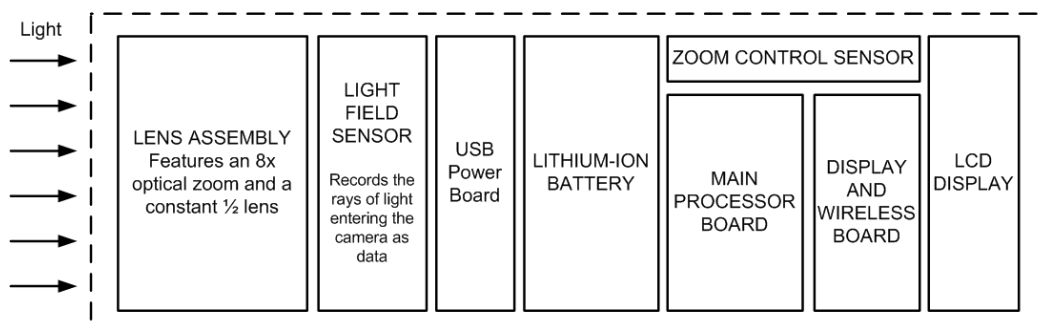 Light
LENS ASSEMBLY
Features an 8x
optical zoom and a
constant ½ lens
LIGHT
FIELD
SENSOR
Records the
rays of light
entering the
camera as
data
USB
Power
Board
LITHIUM-ION
BATTERY
ZOOM CONTROL SENSOR
MAIN
PROCESSOR
BOARD
DISPLAY
AND
WIRELESS
BOARD
LCD
DISPLAY